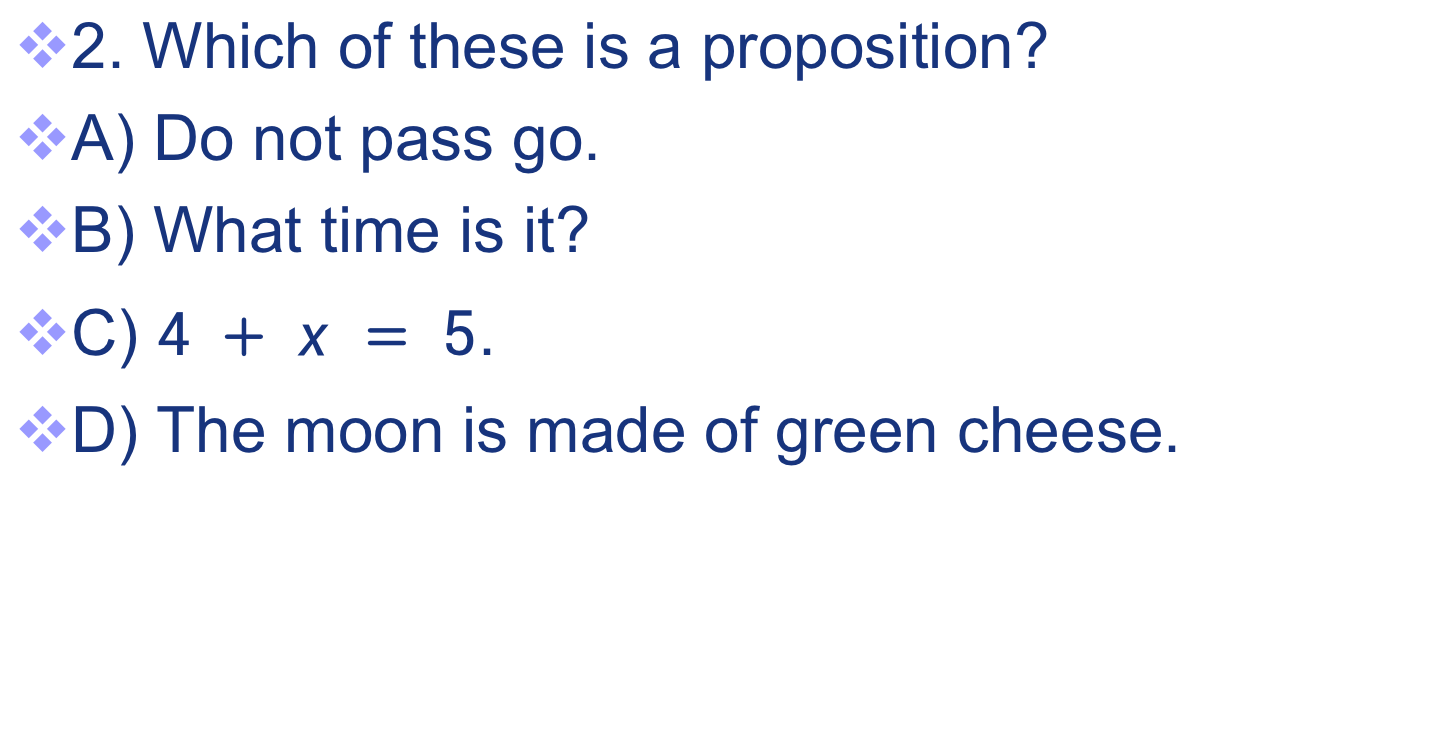 ❖2. Which of these is a proposition?
❖A) Do not pass go.
❖B) What time is it?
❖C) 4 + x = 5.
❖D) The moon is made of green cheese.